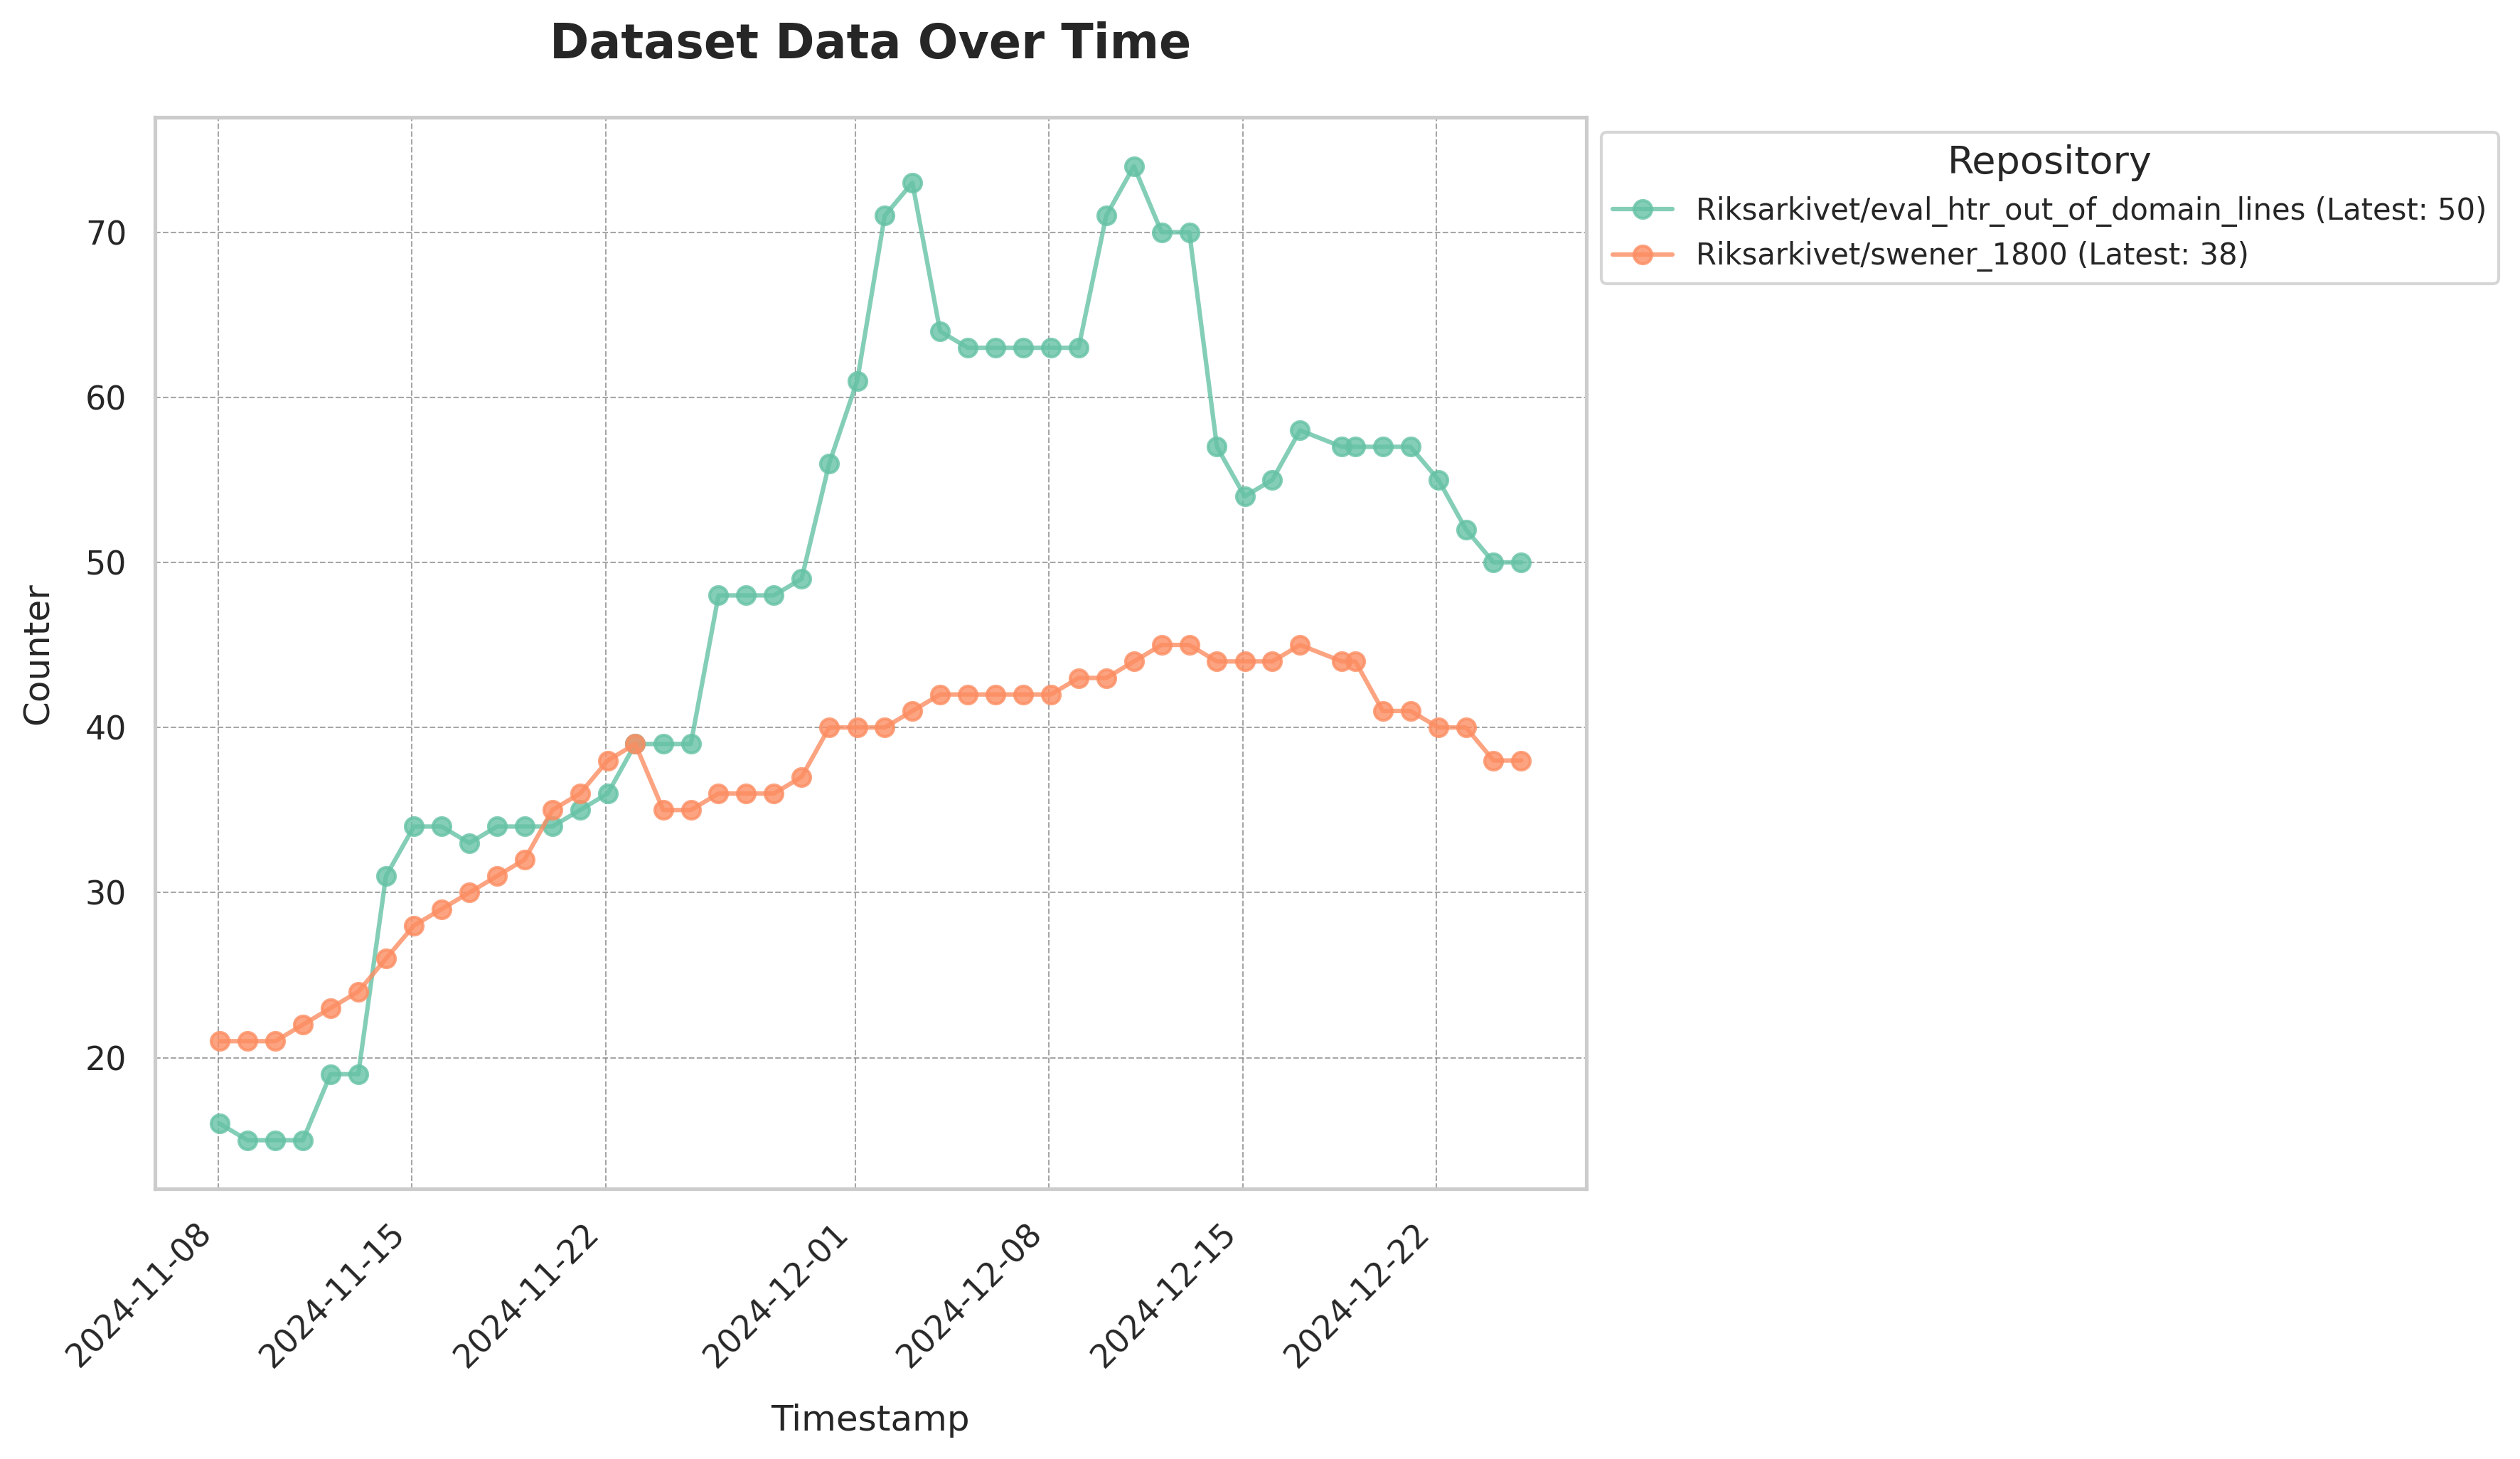 Dataset Data Over Time
Repository
Riksarkivet/eval_htr_out_of_domain_lines (Latest: 50)
Riksarkivet/swener_1800 (Latest: 38)
Counter
70
60
50
40
30
20
2024-11-08
2024-11-15
2024-11-22
2024-12-01
2024-12-08
2024-12-15
2024-12-22
Timestamp